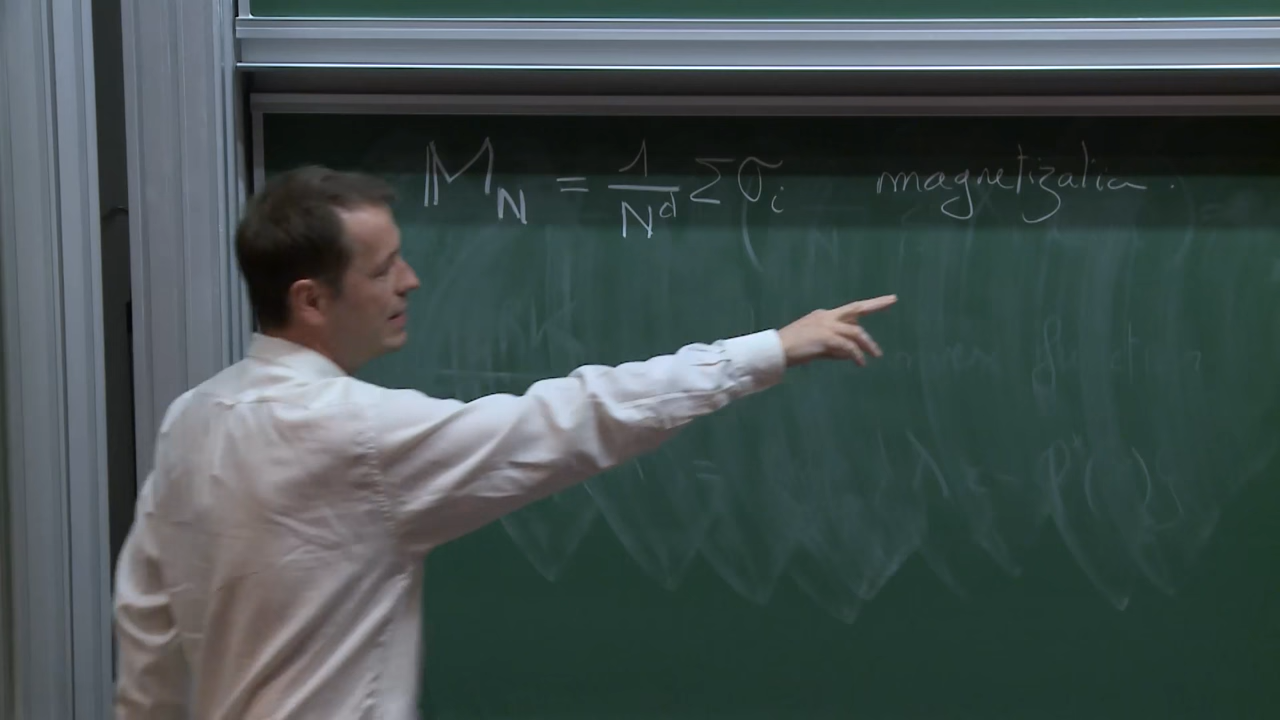 M_N = 1/N^d Σ σ_i magnetization.